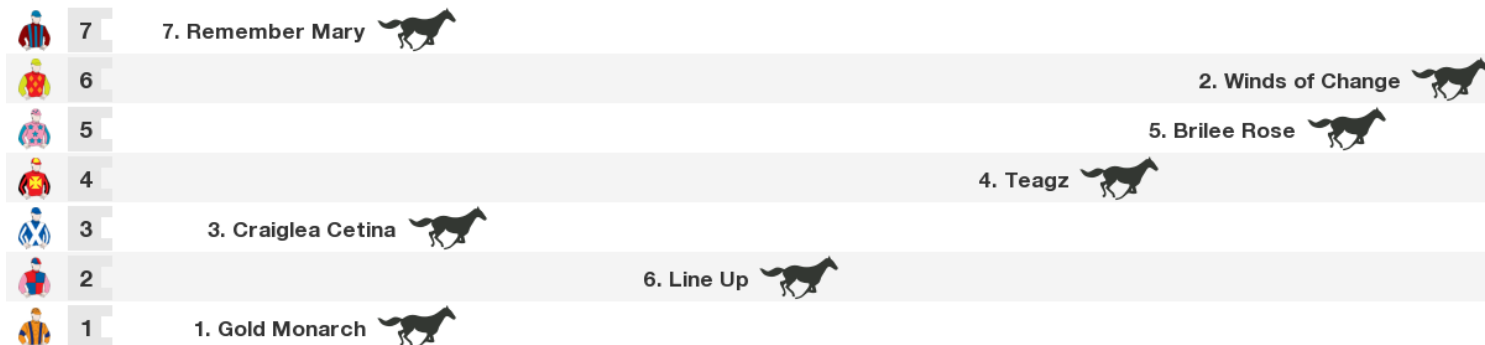 7 7. Remember Mary
6 2. Winds of Change
5 5. Brilee Rose
4 4. Teagz
3 3. Craiglea Cetina
2 6. Line Up
1 1. Gold Monarch